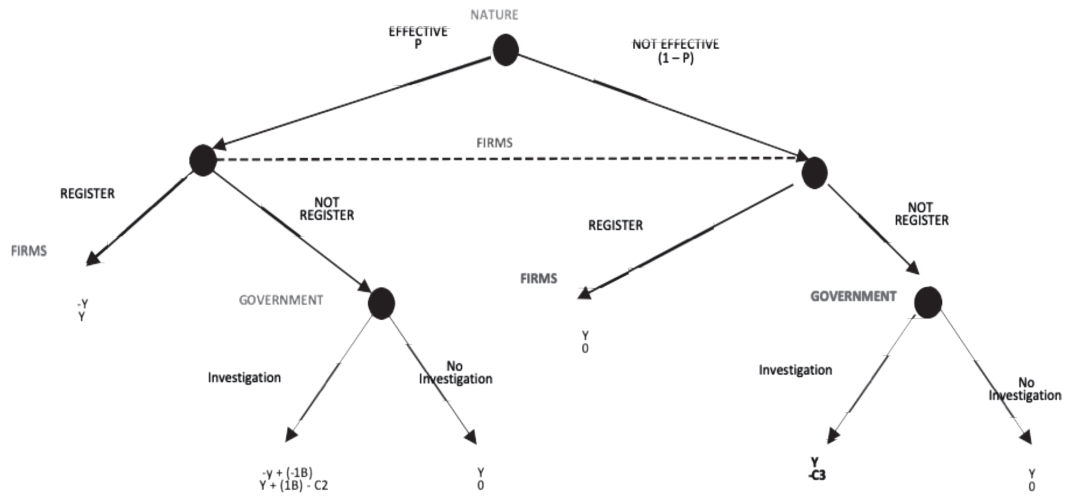 NATURE
EFFECTIVE
P
NOT EFFECTIVE
(1 – P)
FIRMS
REGISTER
NOT
REGISTER
REGISTER
NOT
REGISTER
FIRMS
FIRMS
GOVERNMENT
GOVERNMENT
-Y
Y
Y
0
Investigation
No
Investigation
Investigation
No
Investigation
-y + (-1B)
Y + (1B) - C2
Y
0
Y
-C3
Y
0